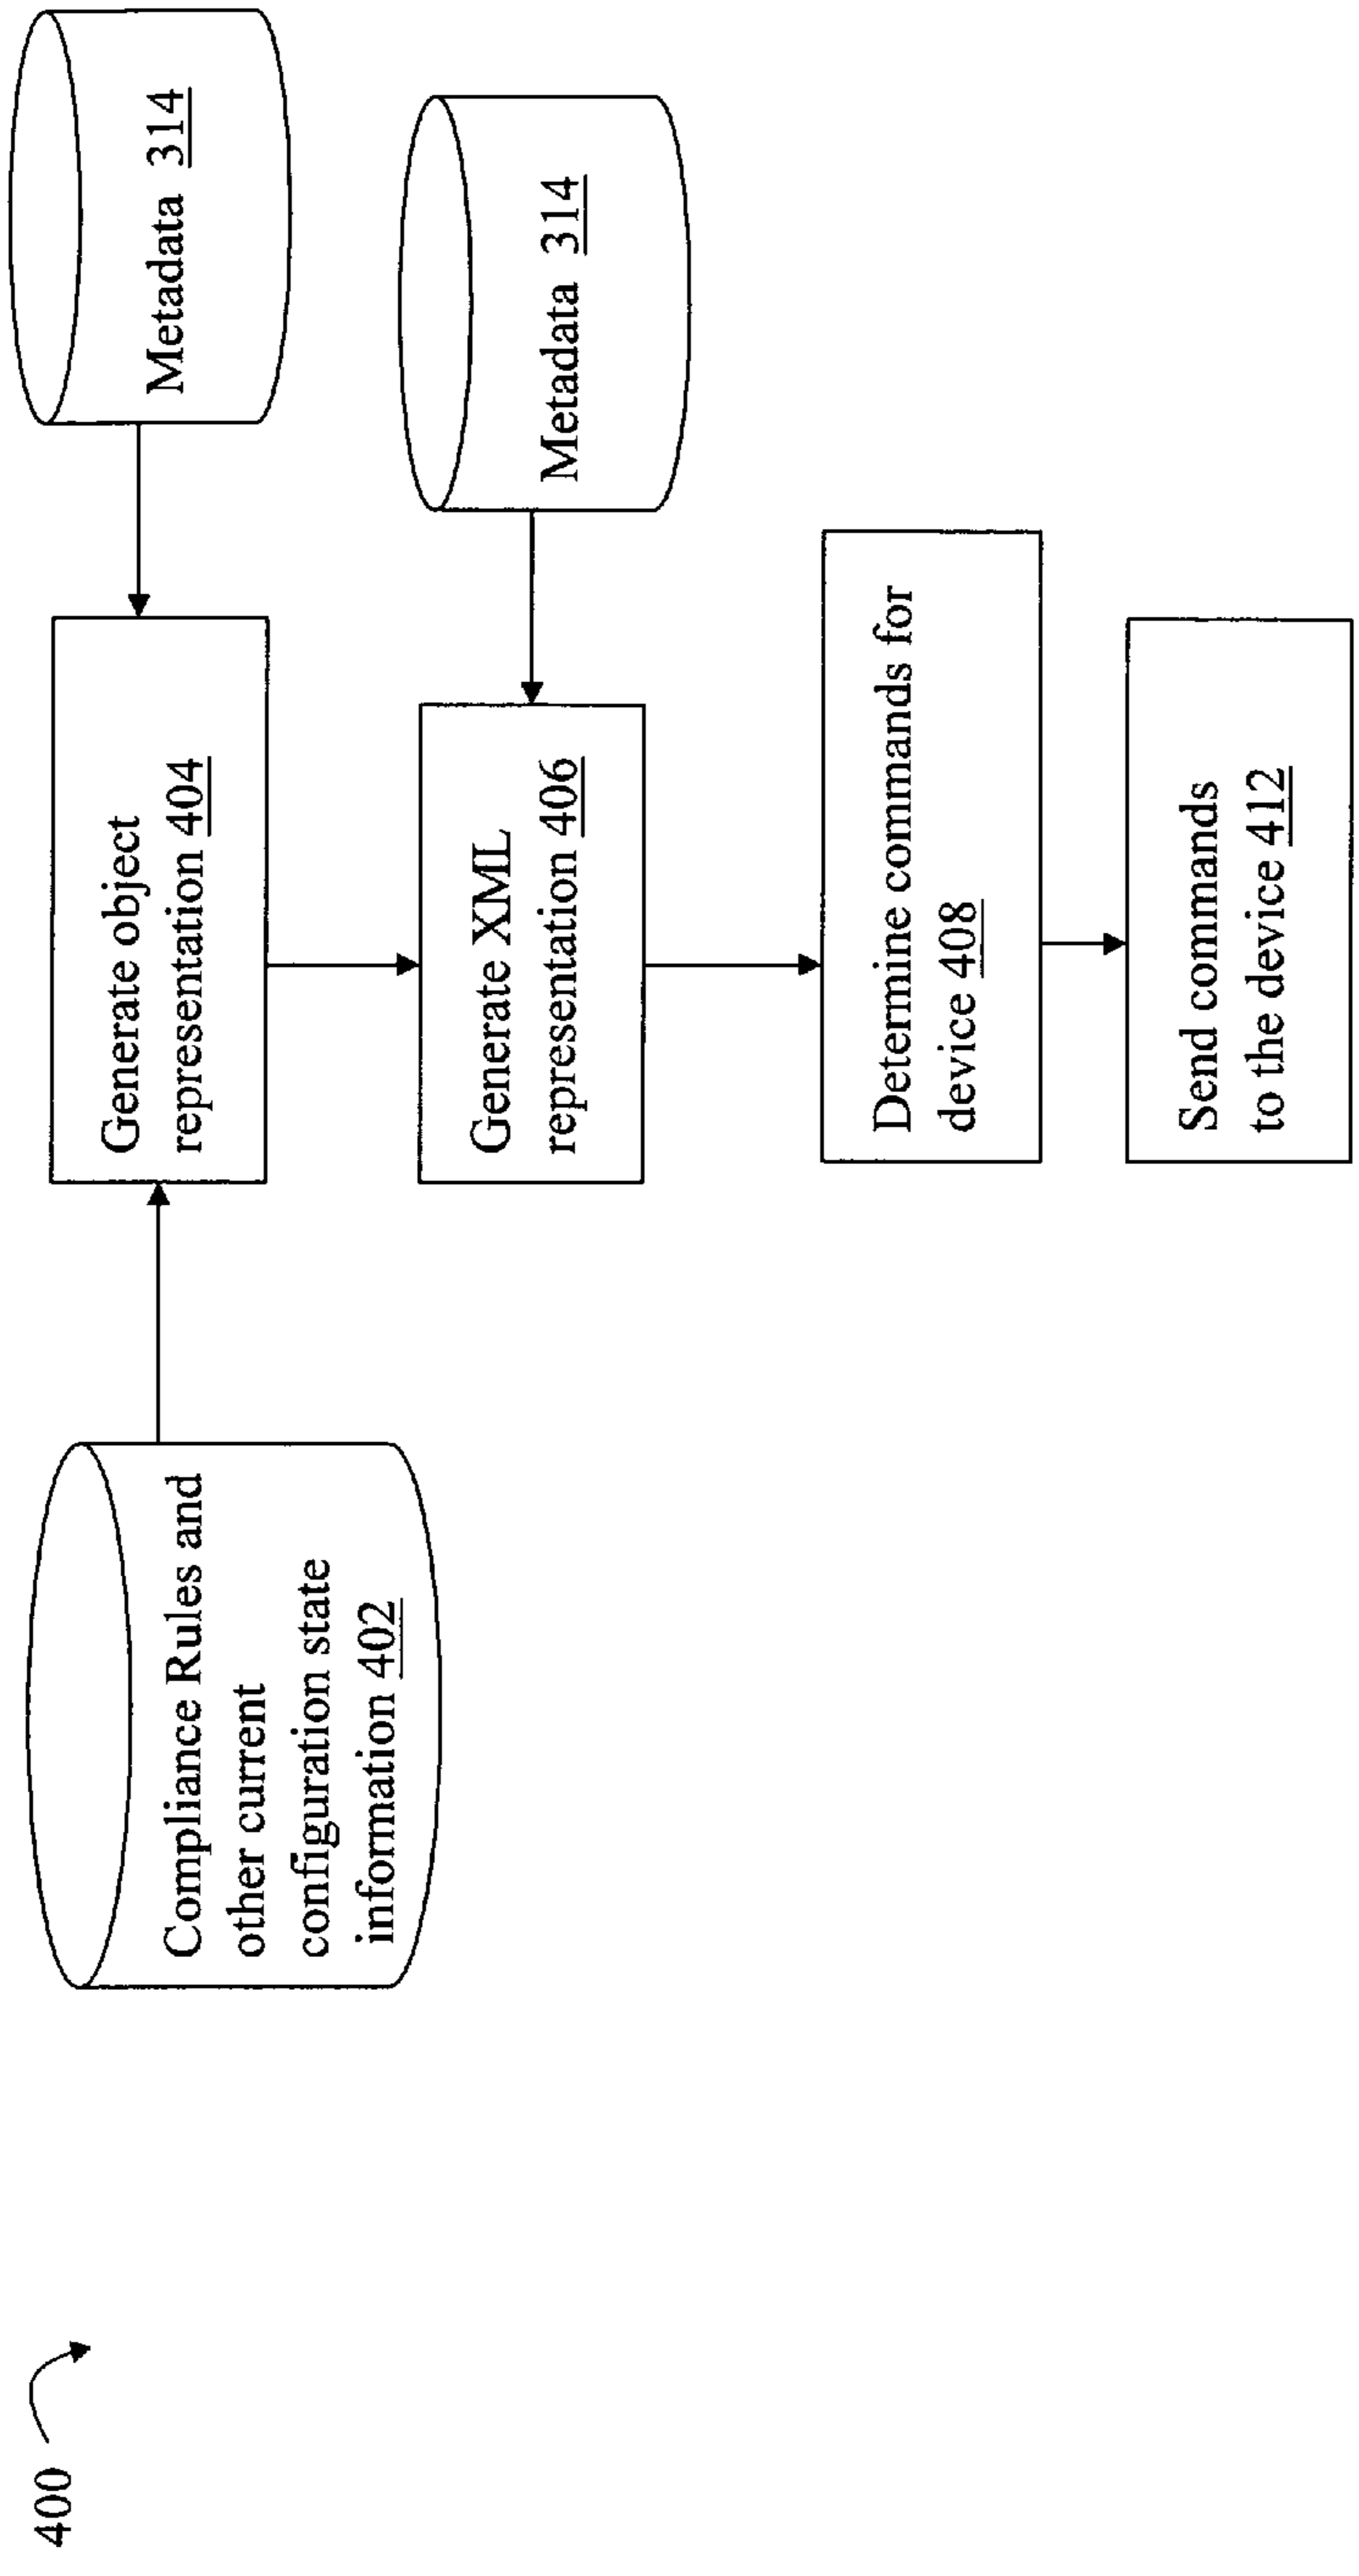 400
Compliance Rules and
other current
configuration state
information 402
Generate object
representation 404
Metadata 314
Generate XML
representation 406
Metadata 314
Determine commands for
device 408
Send commands
to the device 412